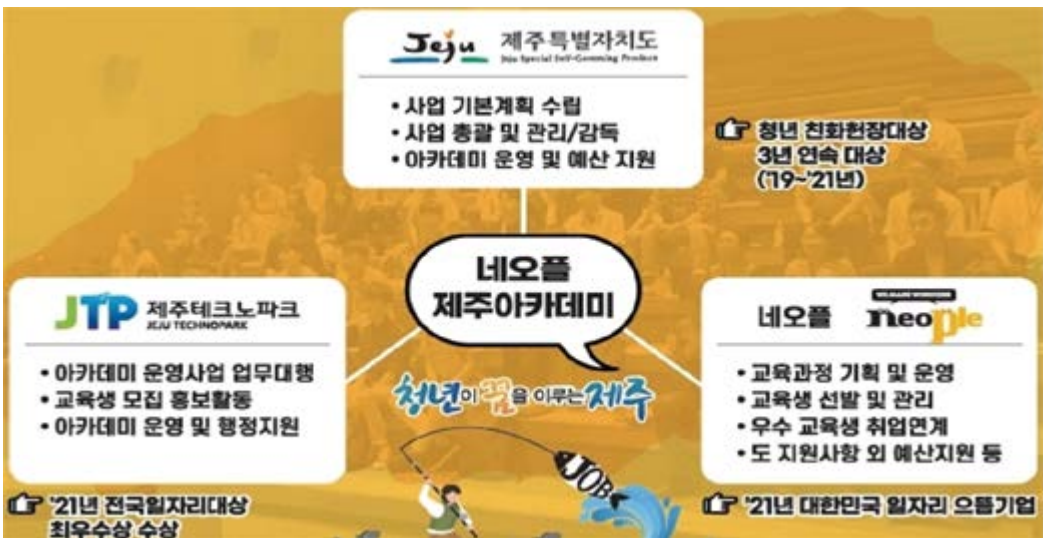 Jeju 제주특별자치도
Jeju Special Self-Governing Province
• 사업 기본계획 수립
• 사업 총괄 및 관리/감독
• 아카데미 운영 및 예산 지원
청년 친화헌장대상
3년 연속 대상
('19~'21년)
네오플
제주아카데미
JTP 제주테크노파크
JEJU TECHNOPARK
• 아카데미 운영사업 업무대행
• 교육생 모집 홍보활동
• 아카데미 운영 및 행정지원
'21년 전국일자리대상
최우수상 수상
청년이 꿈을 이루는 제주
JOB
네오플 neople
• 교육과정 기획 및 운영
• 교육생 선발 및 관리
• 우수 교육생 취업연계
• 도 지원사항 외 예산지원 등
'21년 대한민국 일자리 으뜸기업